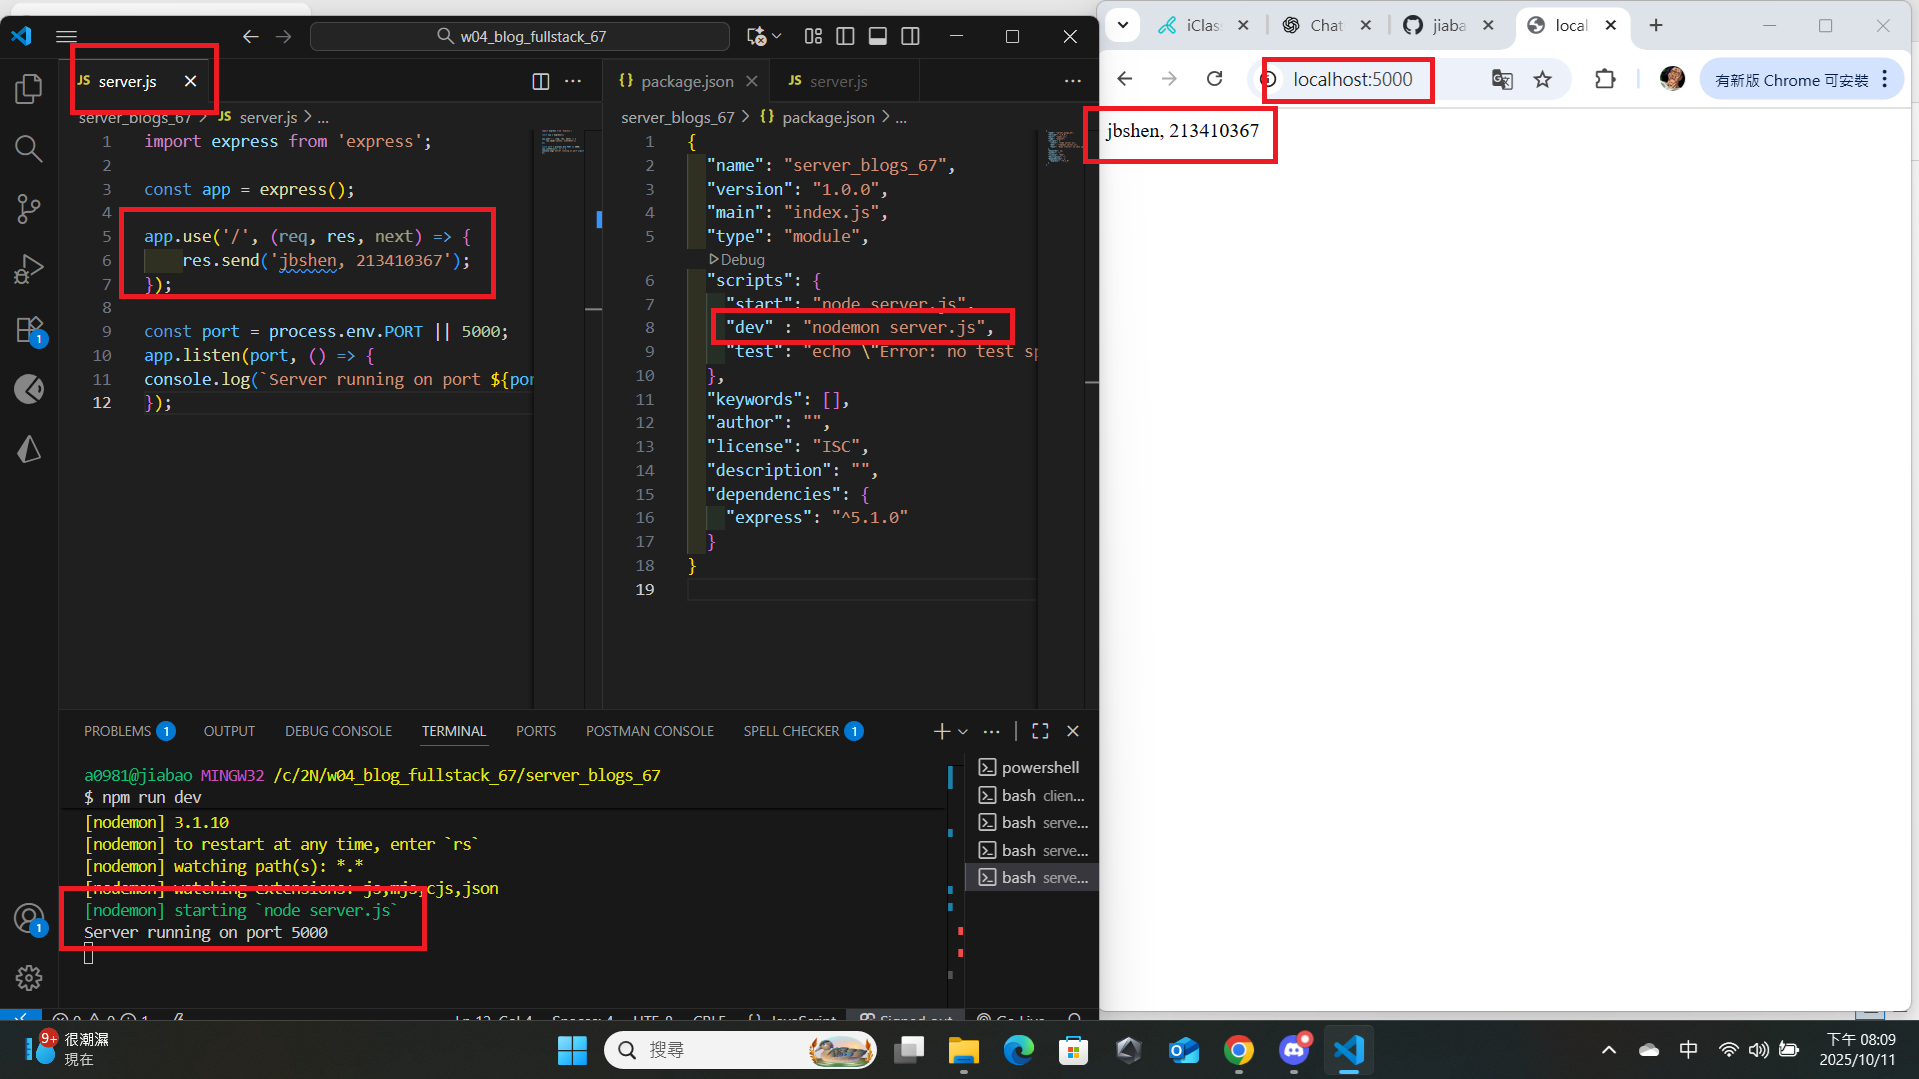 w04_blog_fullstack_67
JS server.js
server_blogs_67 > JS server.js > ...
1 import express from 'express';
2
3 const app = express();
4
5 app.use('/', (req, res, next) => {
6 res.send('jbshen, 213410367');
7 });
8
9 const port = process.env.PORT || 5000;
10 app.listen(port, () => {
11 console.log(`Server running on port ${por
12 });
{} package.json
JS server.js
server_blogs_67 > {} package.json > ...
1 {
2 "name": "server_blogs_67",
3 "version": "1.0.0",
4 "main": "index.js",
5 "type": "module",
Debug
6 "scripts": {
7 "start": "node server.js",
8 "dev" : "nodemon server.js",
9 "test": "echo \"Error: no test sp
10 },
11 "keywords": [],
12 "author": "",
13 "license": "ISC",
14 "description": "",
15 "dependencies": {
16 "express": "^5.1.0"
17 }
18 }
19
PROBLEMS 1 OUTPUT DEBUG CONSOLE TERMINAL PORTS POSTMAN CONSOLE SPELL CHECKER 1
a0981@jiabao MINGW32 /c/2N/w04_blog_fullstack_67/server_blogs_67
$ npm run dev
[nodemon] 3.1.10
[nodemon] to restart at any time, enter `rs`
[nodemon] watching path(s): *.*
[nodemon] watching extensions: js,mjs,cjs,json
[nodemon] starting `node server.js`
Server running on port 5000
powershell
bash clien...
bash serve...
bash serve...
bash serve...
1
1
iClas
Chat
jiaba
local
localhost:5000
有新版 Chrome 可安裝
jbshen, 213410367
9+
很潮濕
現在
搜尋
中
下午 08:09
2025/10/11